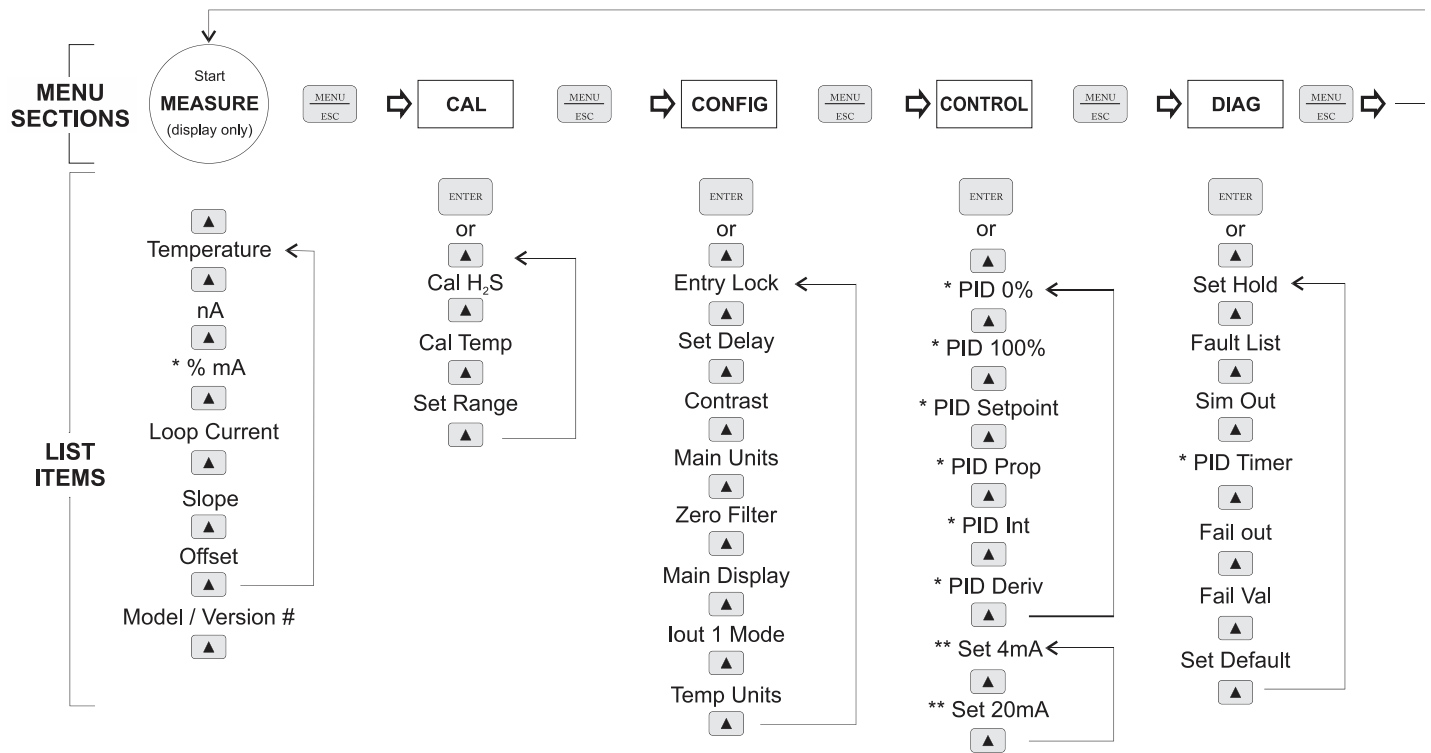 MENU
SECTIONS
Start
MEASURE
(display only)
MENU
ESC
CAL
MENU
ESC
CONFIG
MENU
ESC
CONTROL
MENU
ESC
DIAG
MENU
ESC
LIST
ITEMS
Temperature
nA
* % mA
Loop Current
Slope
Offset
Model / Version #
ENTER
or
Cal H₂S
Cal Temp
Set Range
ENTER
or
Entry Lock
Set Delay
Contrast
Main Units
Zero Filter
Main Display
Iout 1 Mode
Temp Units
ENTER
or
* PID 0%
* PID 100%
* PID Setpoint
* PID Prop
* PID Int
* PID Deriv
** Set 4mA
** Set 20mA
ENTER
or
Set Hold
Fault List
Sim Out
* PID Timer
Fail out
Fail Val
Set Default